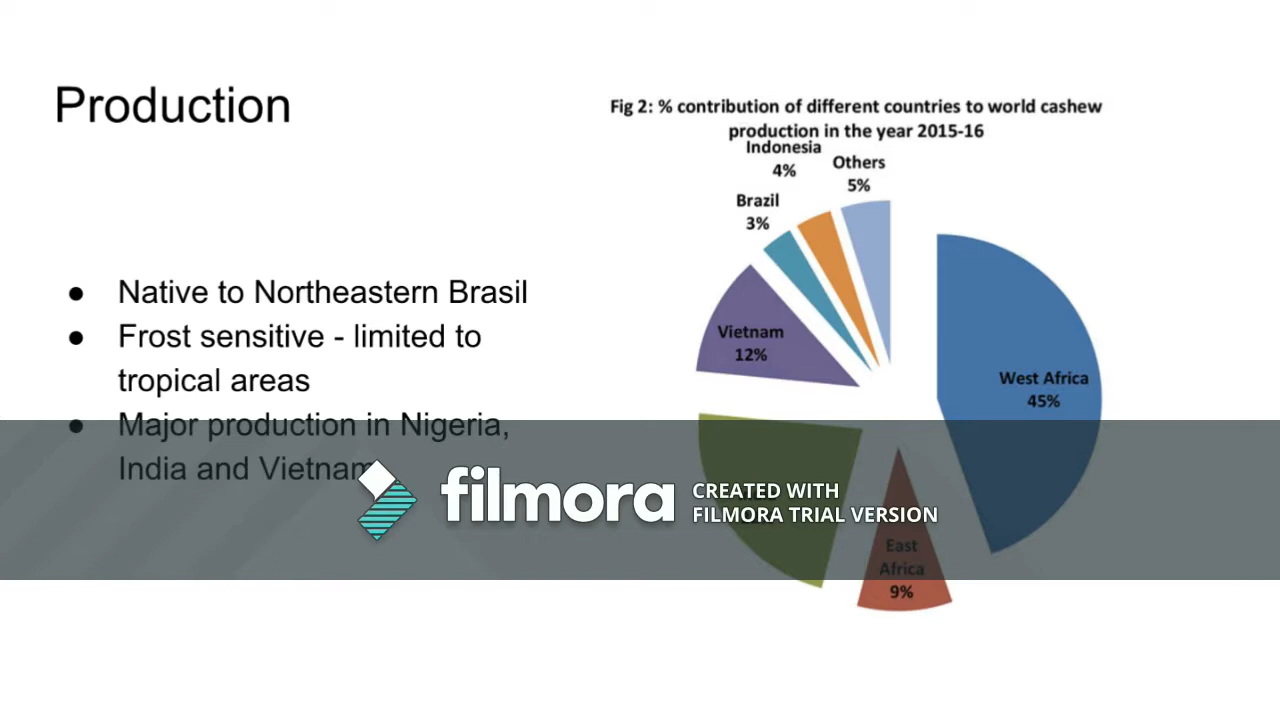 Production
● Native to Northeastern Brasil
● Frost sensitive - limited to
tropical areas
● Major production in Nigeria,
India and Vietnam
Fig 2: % contribution of different countries to world cashew
production in the year 2015-16
Indonesia
4%
Others
5%
Brazil
3%
Vietnam
12%
West Africa
45%
East
Africa
9%
filmora
CREATED WITH
FILMORA TRIAL VERSION